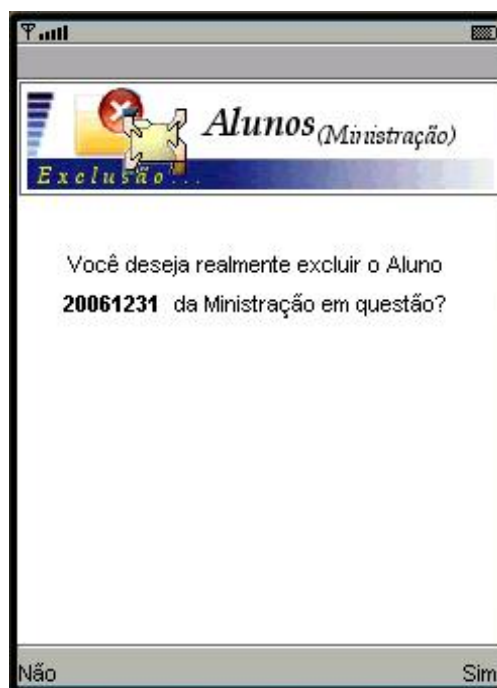 Alunos (Ministração)
Exclusão...
Você deseja realmente excluir o Aluno
20061231 da Ministração em questão?
Não Sim